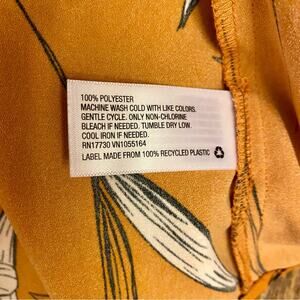 100% POLYESTER
MACHINE WASH COLD WITH LIKE COLORS.
GENTLE CYCLE. ONLY NON-CHLORINE
BLEACH IF NEEDED. TUMBLE DRY LOW.
COOL IRON IF NEEDED.
RN17730 VN1055164
LABEL MADE FROM 100% RECYCLED PLASTIC